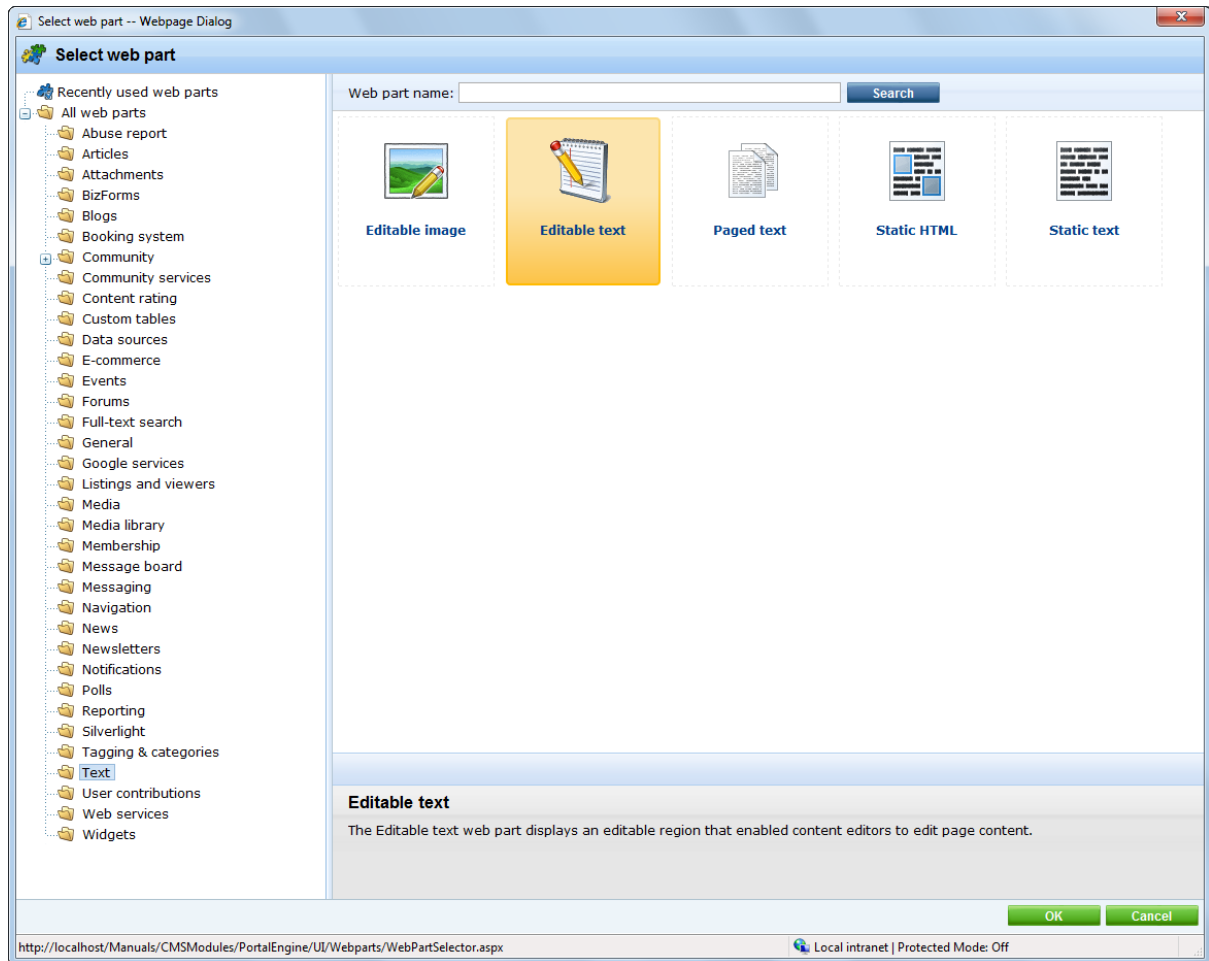 Select web part -- Webpage Dialog
Select web part
Recently used web parts
All web parts
Abuse report
Articles
Attachments
BizForms
Blogs
Booking system
Community
Community services
Content rating
Custom tables
Data sources
E-commerce
Events
Forums
Full-text search
General
Google services
Listings and viewers
Media
Media library
Membership
Message board
Messaging
Navigation
News
Newsletters
Notifications
Polls
Reporting
Silverlight
Tagging & categories
Text
User contributions
Web services
Widgets
Web part name:
Search
Editable image
Editable text
Paged text
Static HTML
Static text
Editable text
The Editable text web part displays an editable region that enabled content editors to edit page content.
OK
Cancel
http://localhost/Manuals/CMSModules/PortalEngine/UI/Webparts/WebPartSelector.aspx
Local intranet | Protected Mode: Off